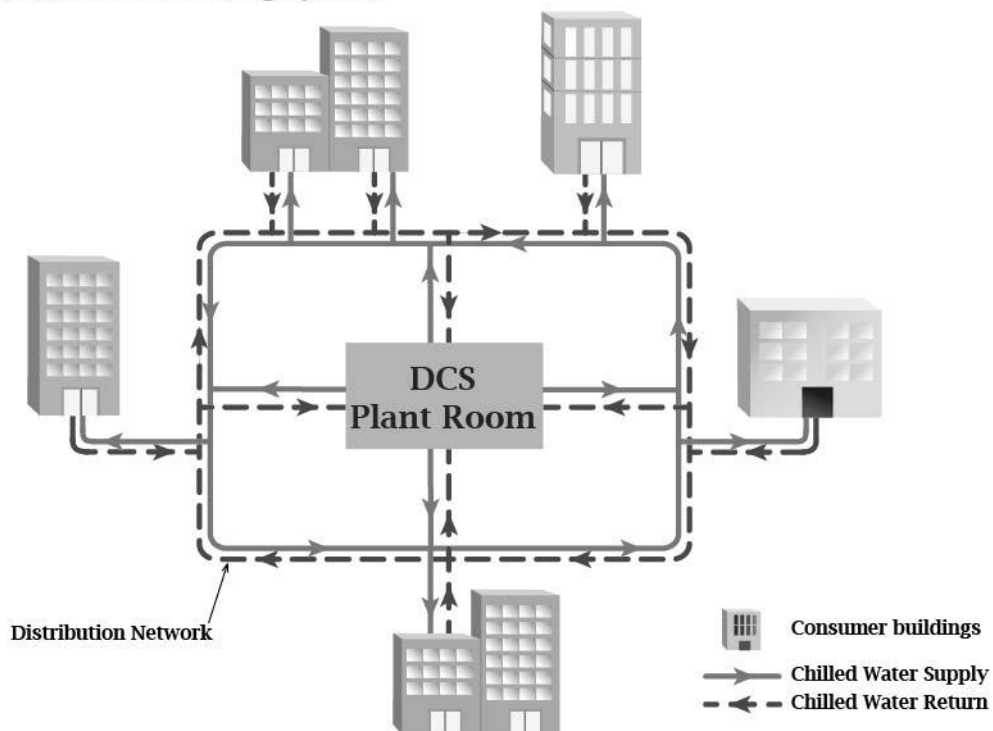 DCS
Plant Room
Distribution Network
Consumer buildings
Chilled Water Supply
Chilled Water Return